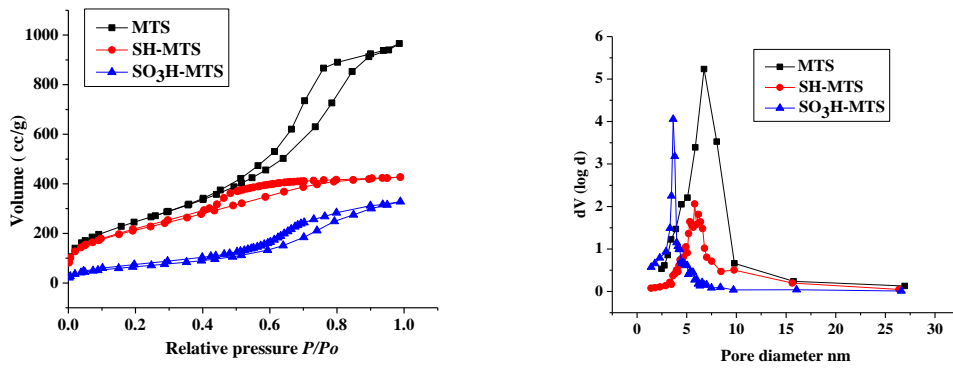 MTS
SH-MTS
SO3H-MTS
Volume ( cc/g)
1000
800
600
400
200
0
0.0 0.2 0.4 0.6 0.8 1.0
Relative pressure P/Po
MTS
SH-MTS
SO3H-MTS
dV (log d)
6
5
4
3
2
1
0
0 5 10 15 20 25 30
Pore diameter nm